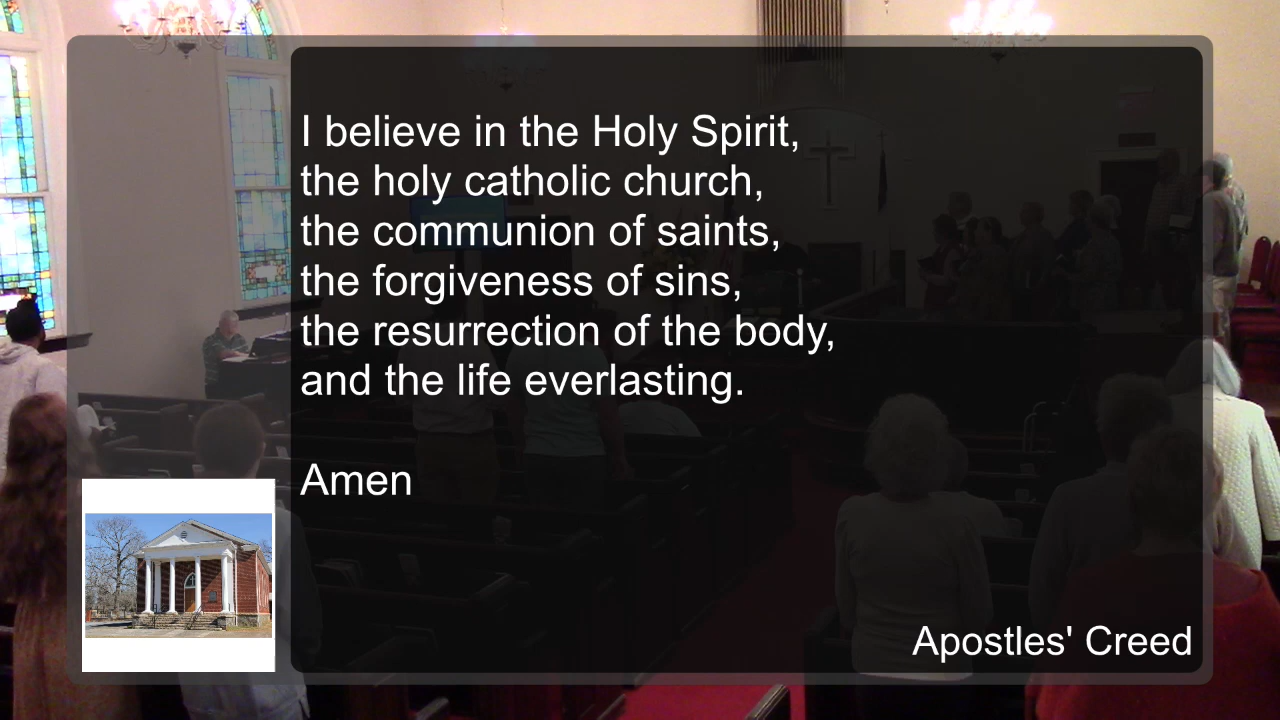 I believe in the Holy Spirit,
the holy catholic church,
the communion of saints,
the forgiveness of sins,
the resurrection of the body,
and the life everlasting.
Amen
Apostles' Creed